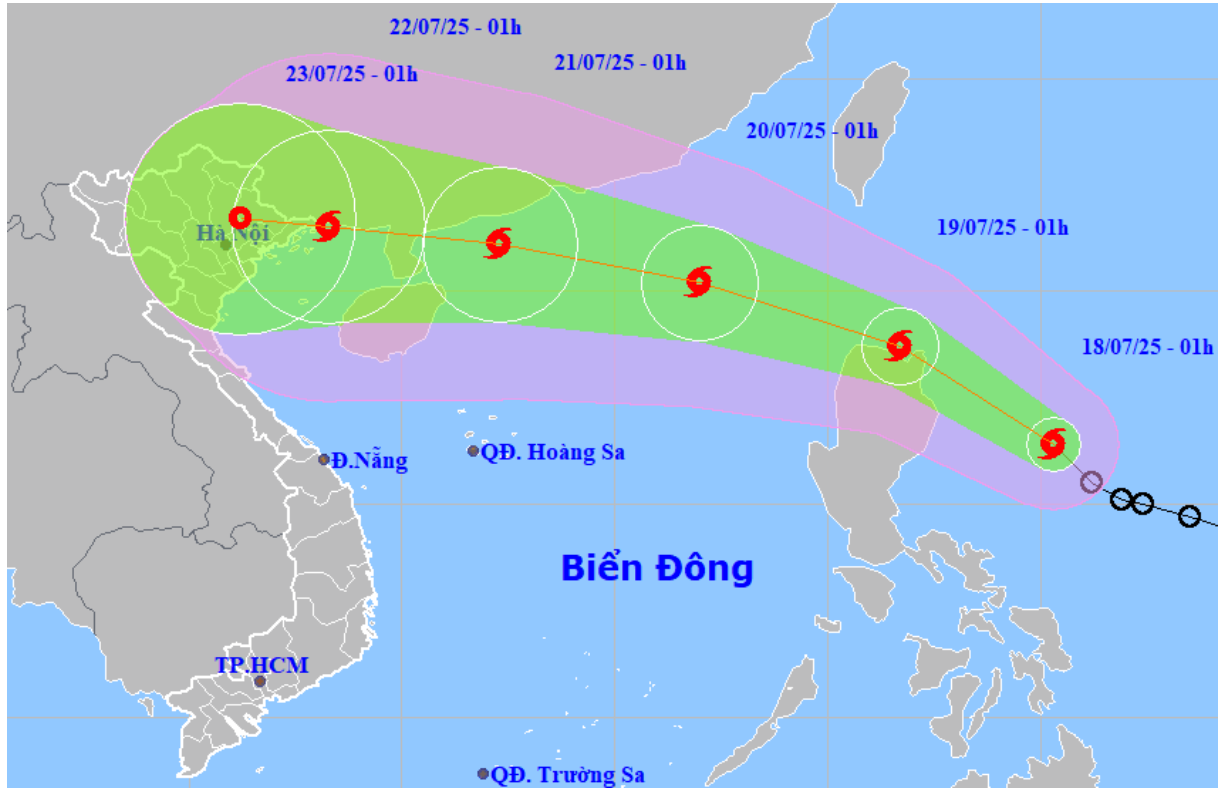 22/07/25 - 01h
21/07/25 - 01h
23/07/25 - 01h
20/07/25 - 01h
19/07/25 - 01h
Hà Nội
18/07/25 - 01h
Đ.Nẵng
QĐ. Hoàng Sa
Biển Đông
TP.HCM
QĐ. Trường Sa